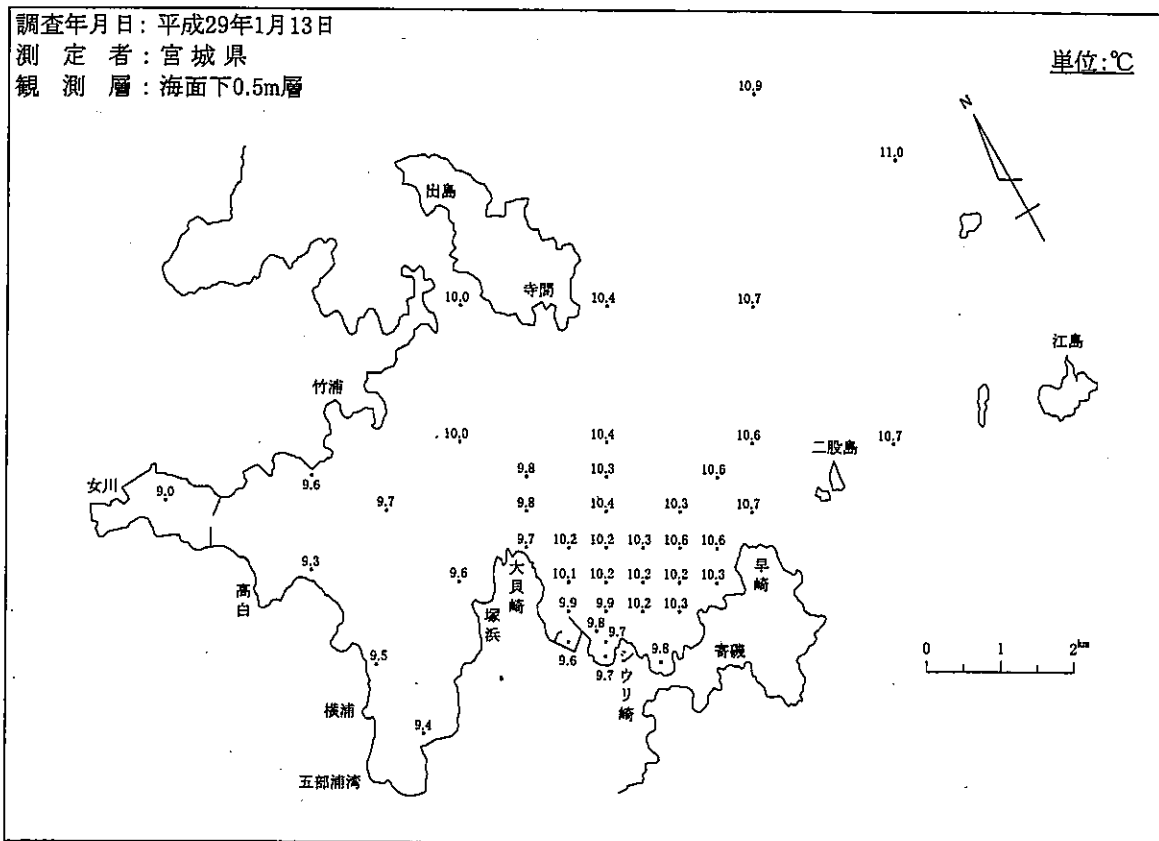 調査年月日：平成29年1月13日
測定者：宮城県
観測層：海面下0.5m層
単位：℃
10.9
N
11.0
出島
寺間
10.0
10.4
10.7
江島
竹浦
10.0
10.4
10.6
10.7
二股島
女川
9.0
9.6
9.8
10.3
10.6
9.7
9.8
10.4
10.3
10.7
9.7
10.2
10.2
10.3
10.6
10.6
高白
9.3
9.6
大貝崎
10.1
10.2
10.2
10.2
10.3
早崎
塚浜
9.9
9.9
10.2
10.3
9.8
9.7
9.5
9.6
9.7
シウリ崎
9.8
寄磯
0 1 2km
横浦
9.4
五部浦湾